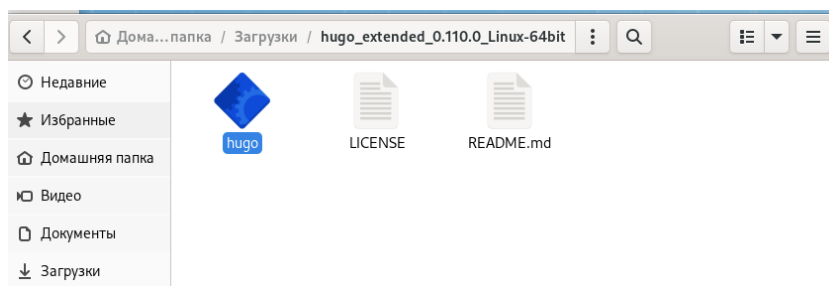 Дома...папка / Загрузки / hugo_extended_0.110.0_Linux-64bit
Недавние
Избранные
Домашняя папка
Видео
Документы
Загрузки
hugo
LICENSE
README.md